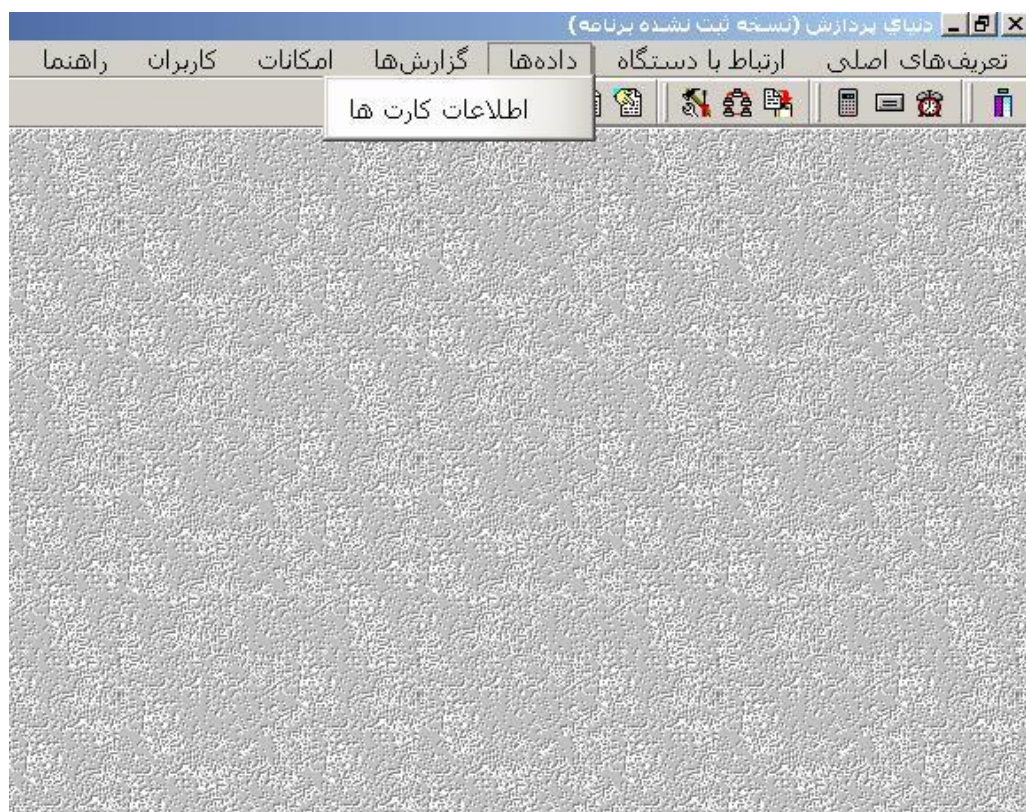 دنیای پردازش (نسخه ثبت نشده برنامه)
تعریف‌های اصلی ارتباط با دستگاه داده‌ها گزارش‌ها امکانات کاربران راهنما
اطلاعات کارت ها